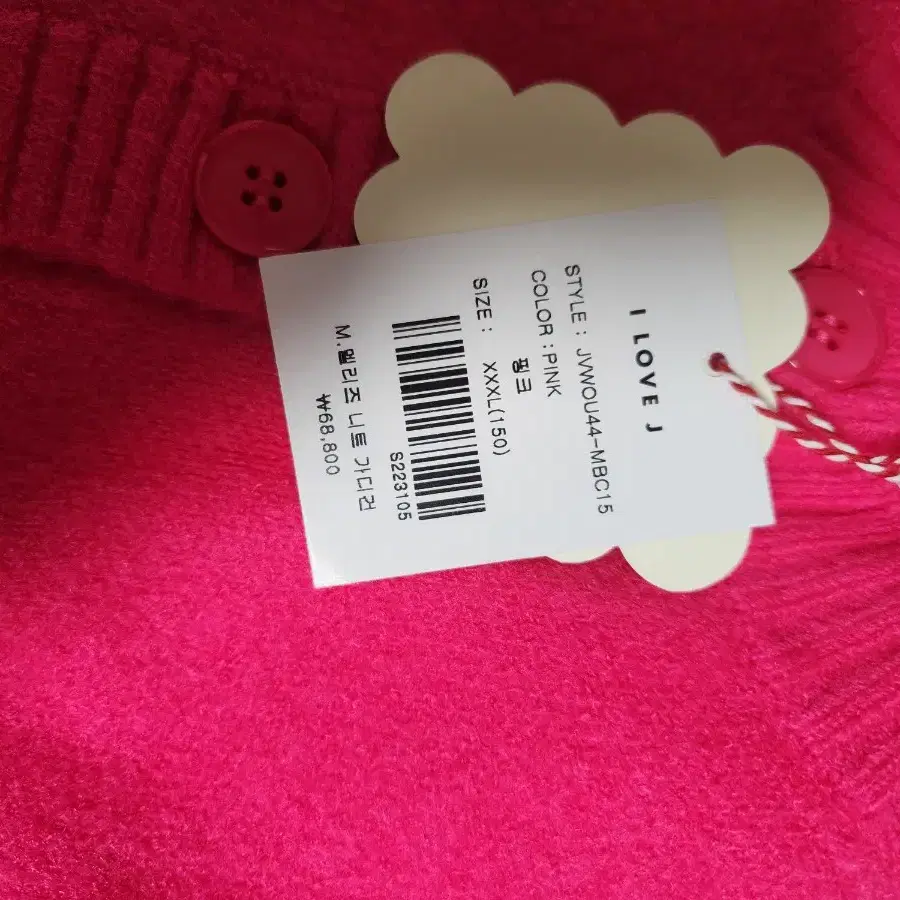 I LOVE J
STYLE : JVWOU44-MBC15
COLOR : PINK
핑크
SIZE : XXXL(150)
S223105
M.멜리즈 니트 가디건
₩68,800